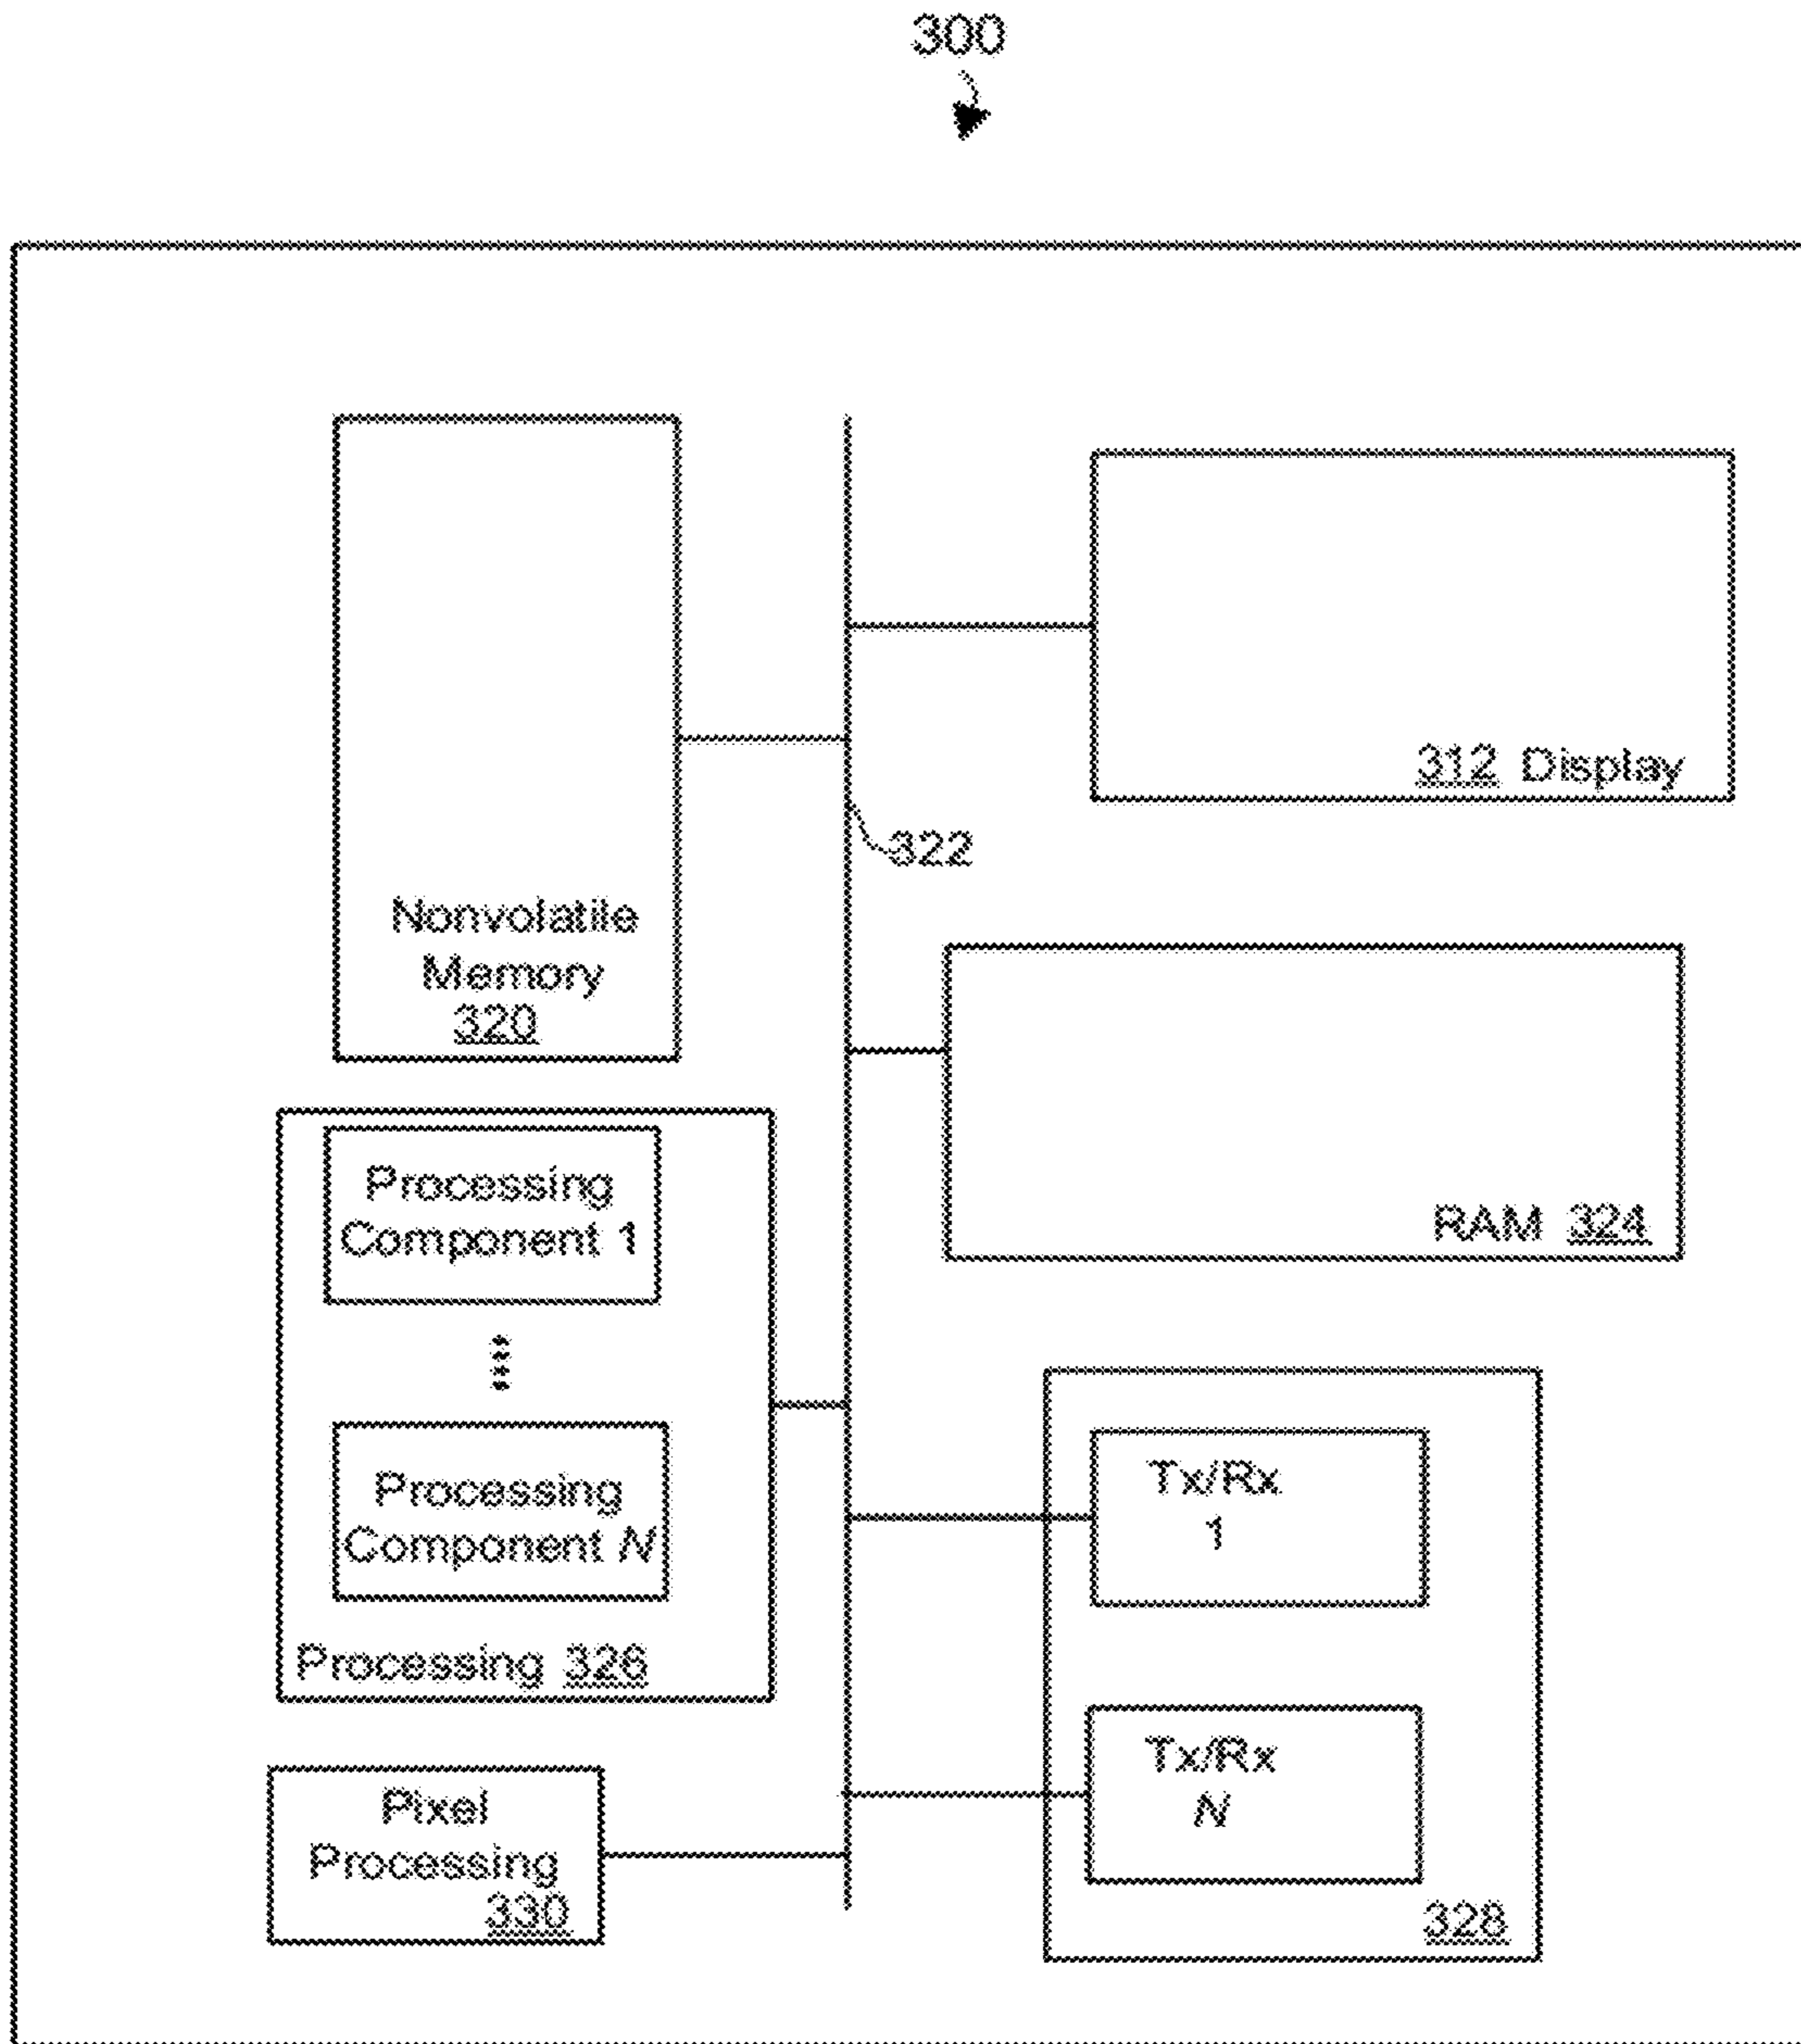 300
312 Display
322
Nonvolatile
Memory
320
RAM 324
Processing
Component 1
Processing
Component N
Processing 326
Tx/Rx
1
Tx/Rx
N
328
Pixel
Processing
330